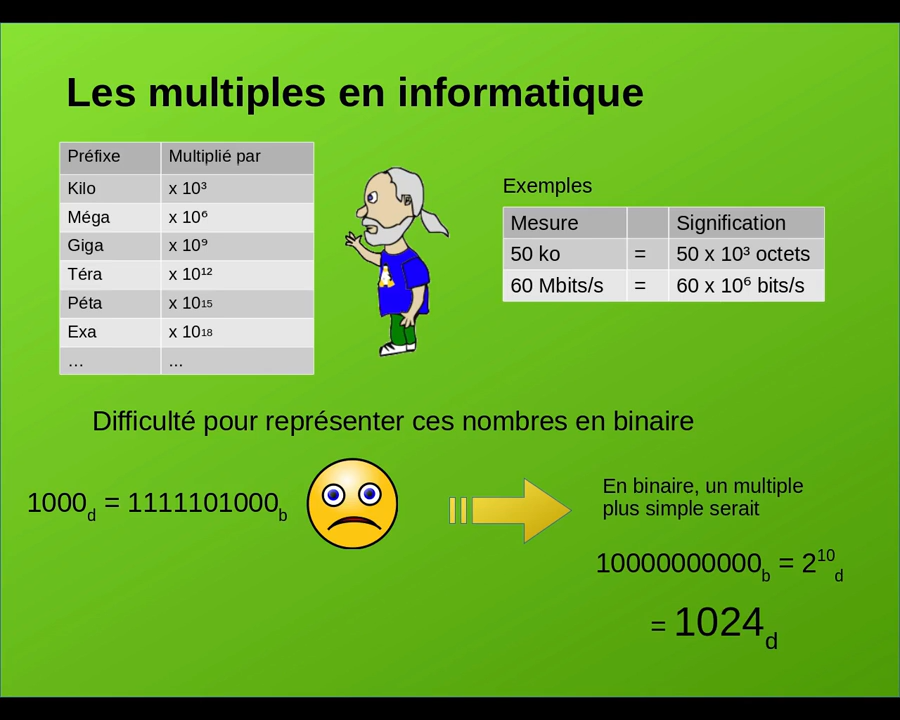 Les multiples en informatique
Préfixe Multiplié par
Kilo x 10³
Méga x 10⁶
Giga x 10⁹
Téra x 10¹²
Péta x 10¹⁵
Exa x 10¹⁸
… ...
Exemples
Mesure Signification
50 ko = 50 x 10³ octets
60 Mbits/s = 60 x 10⁶ bits/s
Difficulté pour représenter ces nombres en binaire
1000d = 1111101000b
En binaire, un multiple
plus simple serait
10000000000b = 2¹⁰d
= 1024d